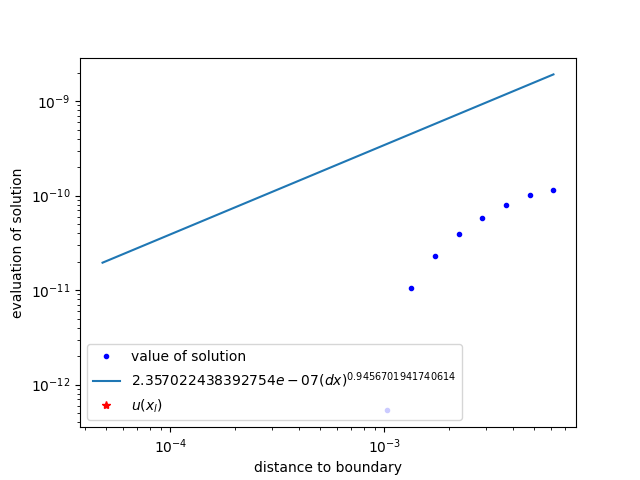 10⁻⁹
10⁻¹⁰
10⁻¹¹
10⁻¹²
evaluation of solution
value of solution
2.357022438392754e − 07(dx)^0.9456701941740614
u(x_l)
10⁻⁴ 10⁻³
distance to boundary